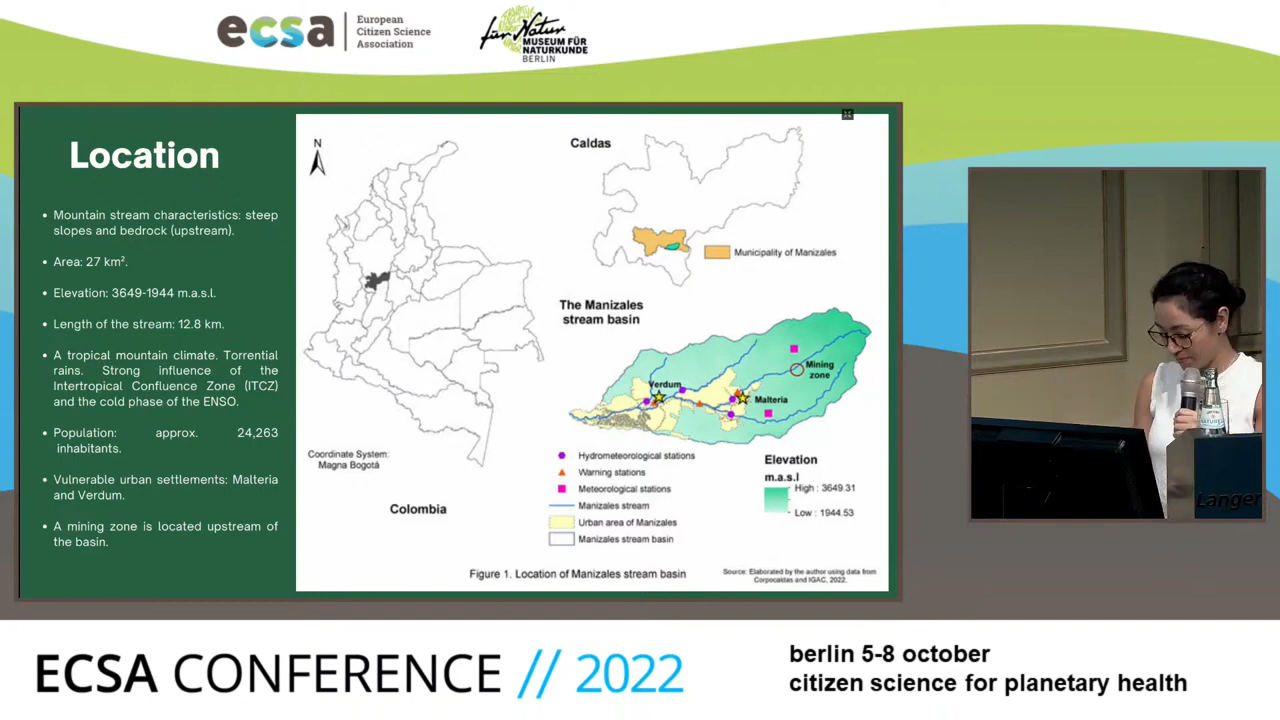 ecsa
European
Citizen Science
Association
für Natur
MUSEUM FÜR
NATURKUNDE
BERLIN
Location
• Mountain stream characteristics: steep
slopes and bedrock (upstream).
• Area: 27 km².
• Elevation: 3649-1944 m.a.s.l.
• Length of the stream: 12.8 km.
• A tropical mountain climate. Torrential
rains. Strong influence of the
Intertropical Confluence Zone (ITCZ)
and the cold phase of the ENSO.
• Population: approx. 24,263
inhabitants.
• Vulnerable urban settlements: Malteria
and Verdum.
• A mining zone is located upstream of
the basin.
N
Coordinate System:
Magna Bogotá
Colombia
Caldas
Municipality of Manizales
The Manizales
stream basin
Mining
zone
Verdum
Malteria
Hydrometeorological stations
Warning stations
Meteorological stations
Manizales stream
Urban area of Manizales
Manizales stream basin
Elevation
m.a.s.l
High : 3649.31
Low : 1944.53
Figure 1. Location of Manizales stream basin
Source: Elaborated by the author using data from
Corpocaldas and IGAC, 2022.
Langer
ECSA CONFERENCE // 2022
berlin 5-8 october
citizen science for planetary health